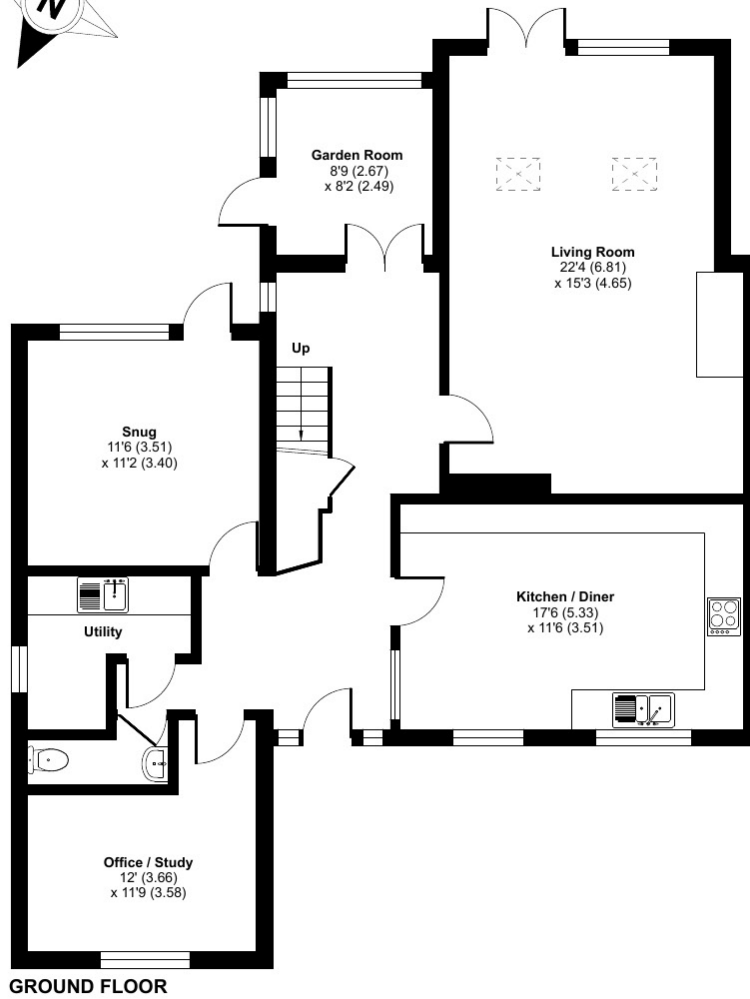 N
Garden Room
8'9 (2.67)
x 8'2 (2.49)
Living Room
22'4 (6.81)
x 15'3 (4.65)
Up
Snug
11'6 (3.51)
x 11'2 (3.40)
Kitchen / Diner
17'6 (5.33)
x 11'6 (3.51)
Utility
Office / Study
12' (3.66)
x 11'9 (3.58)
GROUND FLOOR